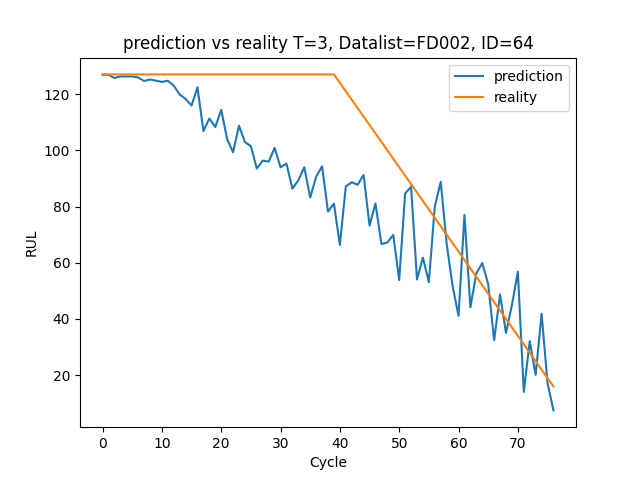 prediction vs reality T=3, Datalist=FD002, ID=64
prediction
reality
120
100
80
60
40
20
RUL
0 10 20 30 40 50 60 70
Cycle